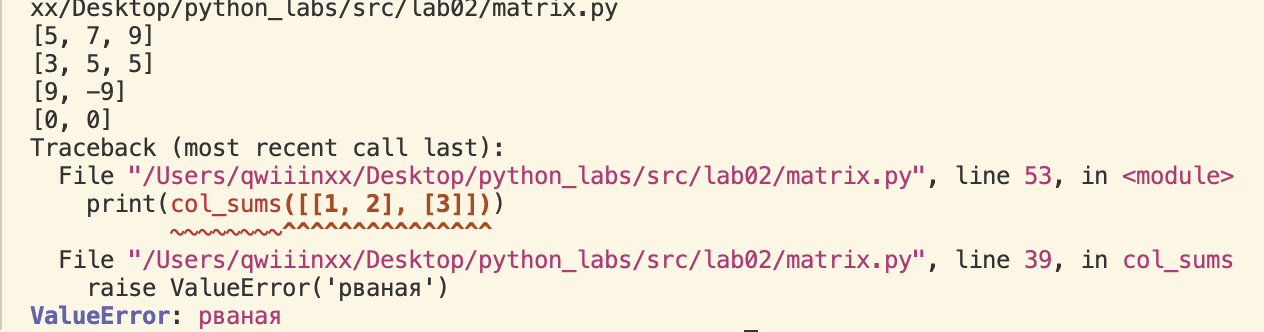 xx/Desktop/python_labs/src/lab02/matrix.py
[5, 7, 9]
[3, 5, 5]
[9, -9]
[0, 0]
Traceback (most recent call last):
  File "/Users/qwiiinxx/Desktop/python_labs/src/lab02/matrix.py", line 53, in <module>
    print(col_sums([[1, 2], [3]]))
          ~~~~~~~~^^^^^^^^^^^^^^^
  File "/Users/qwiiinxx/Desktop/python_labs/src/lab02/matrix.py", line 39, in col_sums
    raise ValueError('рваная')
ValueError: рваная